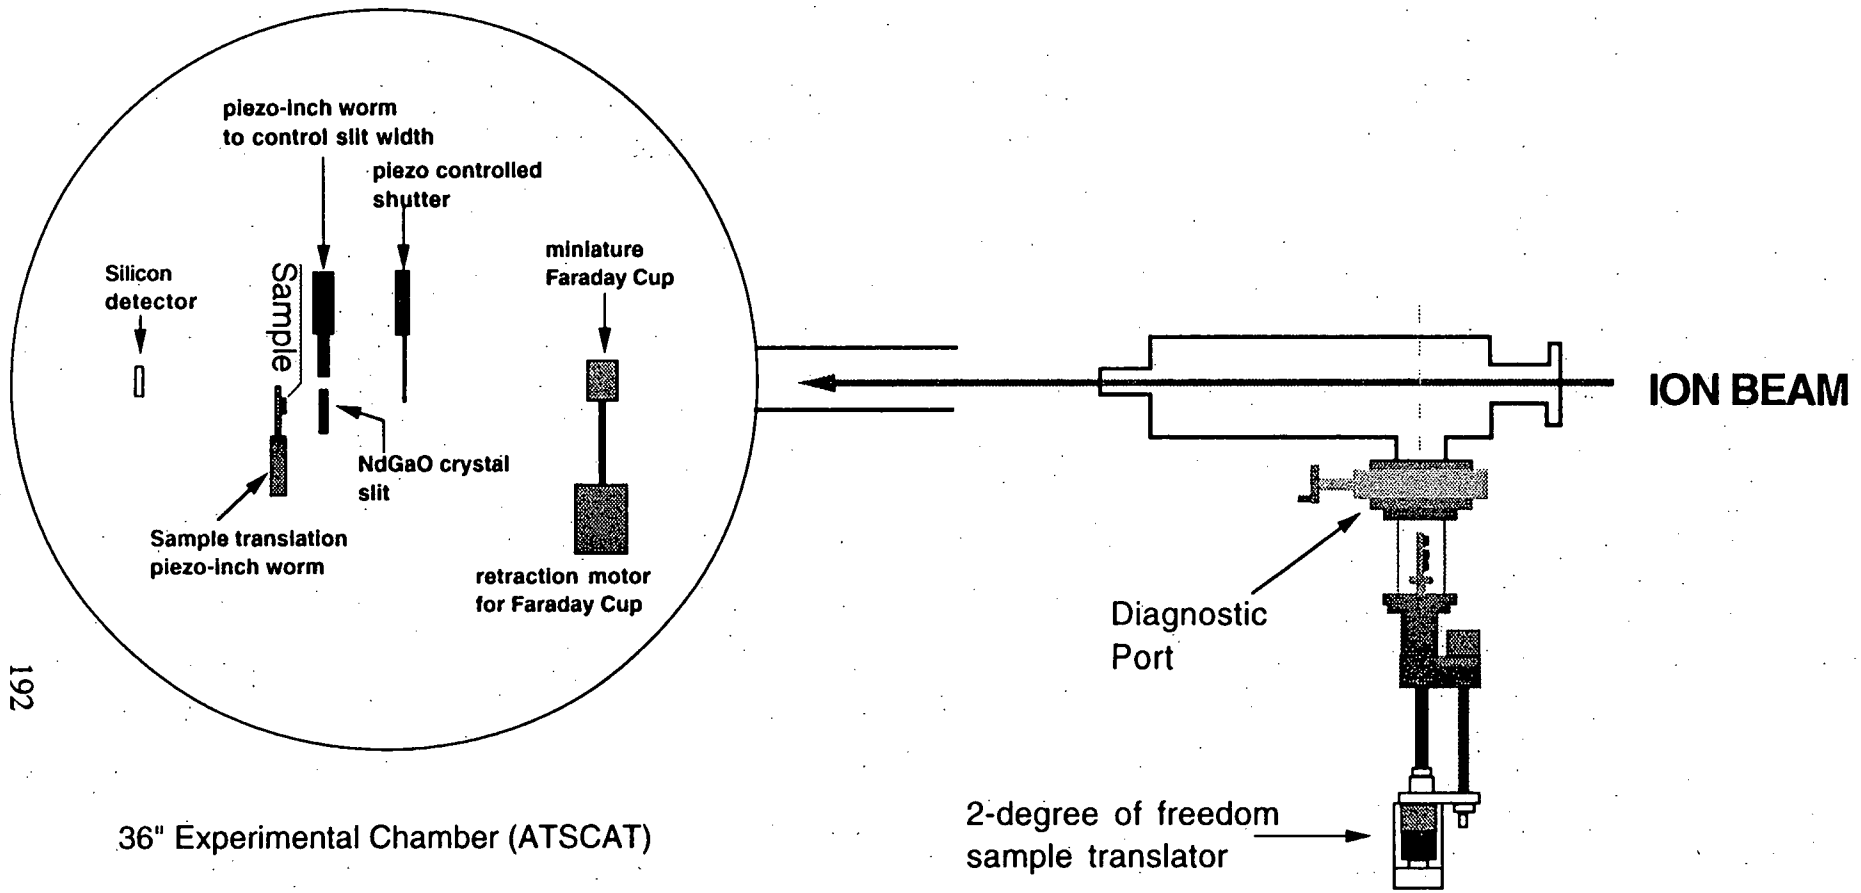 piezo-inch worm
to control slit width
piezo controlled
shutter
miniature
Faraday Cup
Silicon
detector
Sample
NdGaO crystal
slit
Sample translation
piezo-inch worm
retraction motor
for Faraday Cup
ION BEAM
Diagnostic
Port
192
36" Experimental Chamber (ATSCAT)
2-degree of freedom
sample translator